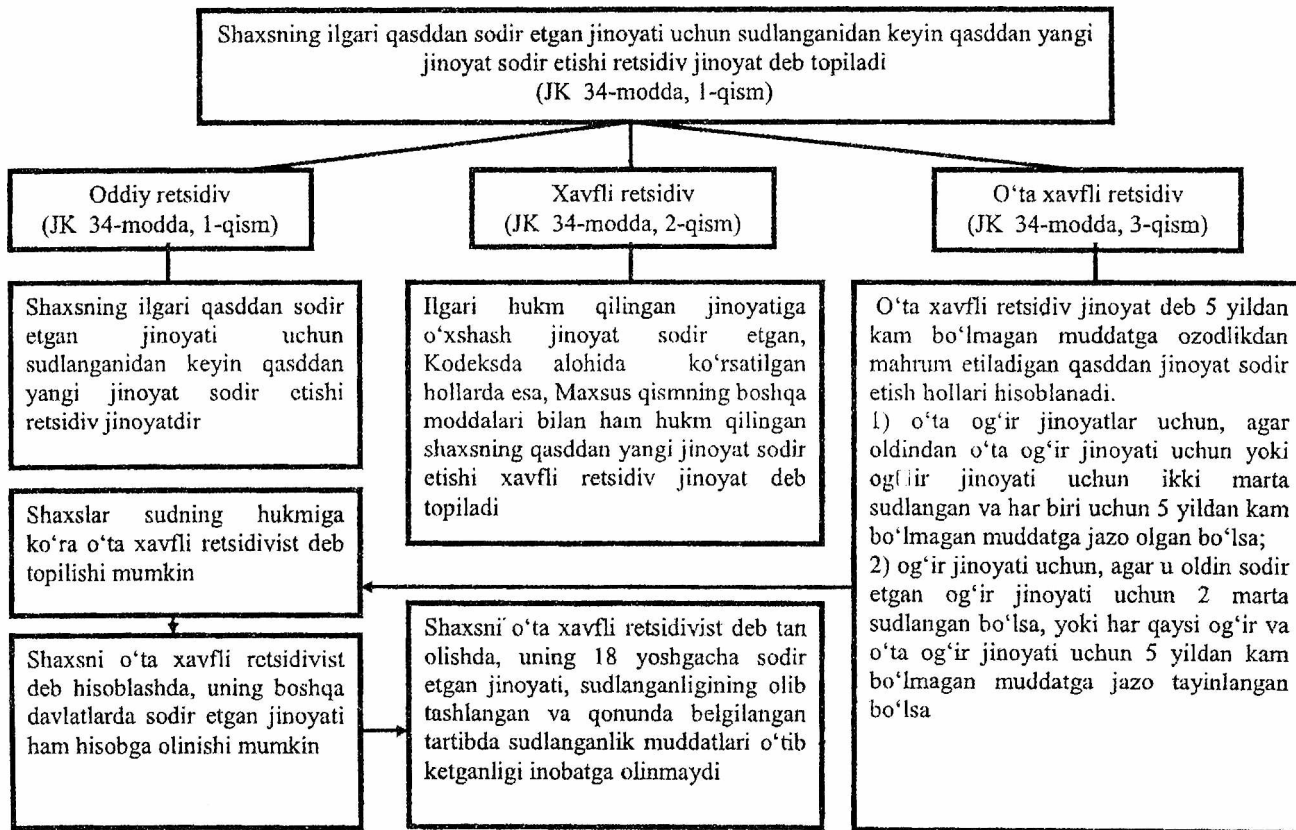 Shaxsning ilgari qasddan sodir etgan jinoyati uchun sudlanganidan keyin qasddan yangi
jinoyat sodir etishi retsidiv jinoyat deb topiladi
(JK 34-modda, 1-qism)
Oddiy retsidiv
(JK 34-modda, 1-qism)
Xavfli retsidiv
(JK 34-modda, 2-qism)
O‘ta xavfli retsidiv
(JK 34-modda, 3-qism)
Shaxsning ilgari qasddan sodir
etgan jinoyati uchun
sudlanganidan keyin qasddan
yangi jinoyat sodir etishi
retsidiv jinoyatdir
Ilgari hukm qilingan jinoyatiga
o‘xshash jinoyat sodir etgan,
Kodeksda alohida ko‘rsatilgan
hollarda esa, Maxsus qismning boshqa
moddalari bilan ham hukm qilingan
shaxsning qasddan yangi jinoyat sodir
etishi xavfli retsidiv jinoyat deb
topiladi
O‘ta xavfli retsidiv jinoyat deb 5 yildan
kam bo‘lmagan muddatga ozodlikdan
mahrum etiladigan qasddan jinoyat sodir
etish hollari hisoblanadi.
1) o‘ta og‘ir jinoyatlar uchun, agar
oldindan o‘ta og‘ir jinoyati uchun yoki
jinoyati uchun ikki marta
sudlangan va har biri uchun 5 yildan kam
bo‘lmagan muddatga jazo olgan bo‘lsa;
2) og‘ir jinoyati uchun, agar u oldin sodir
etgan og‘ir jinoyati uchun 2 marta
sudlangan bo‘lsa, yoki har qaysi og‘ir va
o‘ta og‘ir jinoyati uchun 5 yildan kam
bo‘lmagan muddatga jazo tayinlangan
bo‘lsa
Shaxslar sudning hukmiga
ko‘ra o‘ta xavfli retsidivist deb
topilishi mumkin
Shaxsni o‘ta xavfli retsidivist
deb hisoblashda, uning boshqa
davlatlarda sodir etgan jinoyati
ham hisobga olinishi mumkin
Shaxsni o‘ta xavfli retsidivist deb tan
olishda, uning 18 yoshgacha sodir
etgan jinoyati, sudlanganligining olib
tashlangan va qonunda belgilangan
tartibda sudlanganlik muddatlari o‘tib
ketganligi inobatga olinmaydi